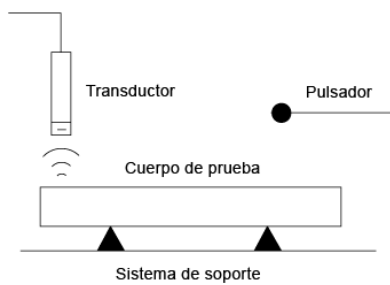 Transductor
Pulsador
Cuerpo de prueba
Sistema de soporte